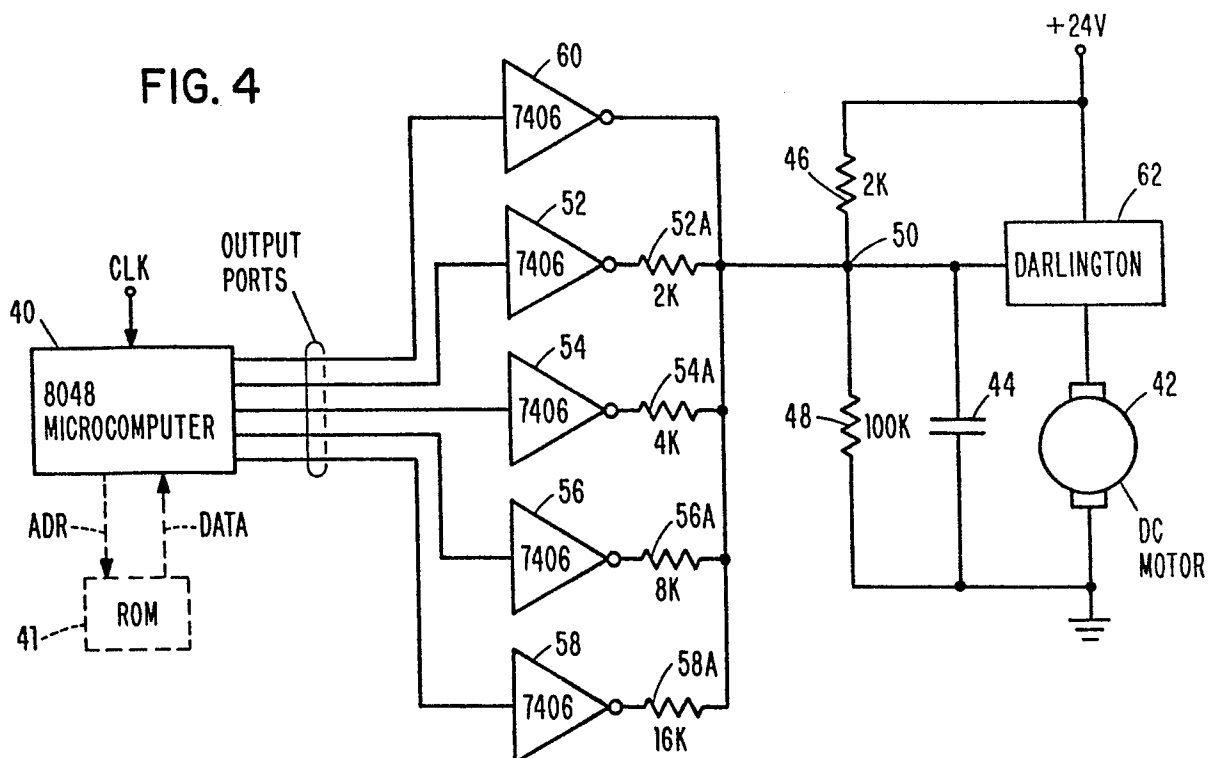 FIG. 4
60
7406
+24V
46
2K
62
DARLINGTON
50
52
7406
52A
2K
OUTPUT
PORTS
CLK
40
8048
MICROCOMPUTER
54
7406
54A
4K
48
100K
44
42
DC
MOTOR
ADR
DATA
ROM
41
56
7406
56A
8K
58
7406
58A
16K